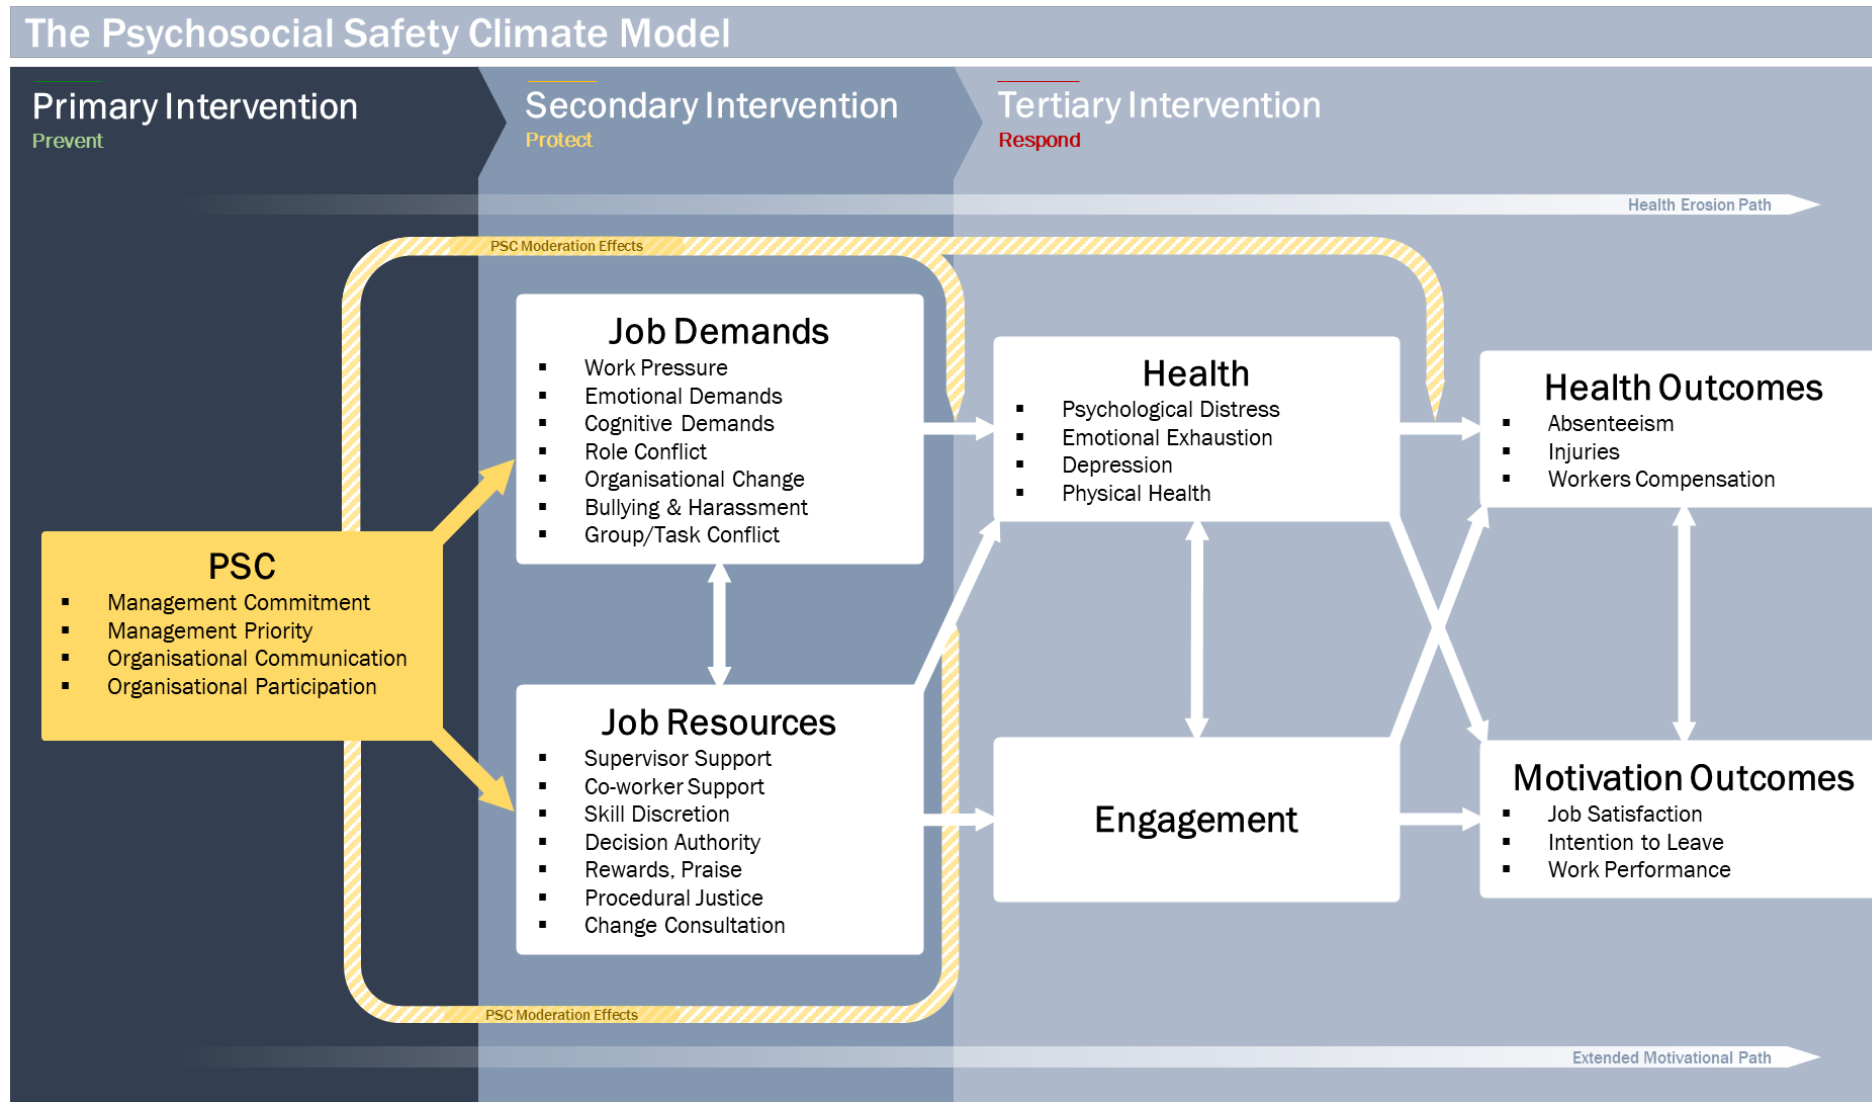 The Psychosocial Safety Climate Model
Primary Intervention
Prevent
Secondary Intervention
Protect
Tertiary Intervention
Respond
Health Erosion Path
PSC Moderation Effects
PSC
Management Commitment
Management Priority
Organisational Communication
Organisational Participation
Job Demands
Work Pressure
Emotional Demands
Cognitive Demands
Role Conflict
Organisational Change
Bullying & Harassment
Group/Task Conflict
Job Resources
Supervisor Support
Co-worker Support
Skill Discretion
Decision Authority
Rewards, Praise
Procedural Justice
Change Consultation
Health
Psychological Distress
Emotional Exhaustion
Depression
Physical Health
Engagement
Health Outcomes
Absenteeism
Injuries
Workers Compensation
Motivation Outcomes
Job Satisfaction
Intention to Leave
Work Performance
PSC Moderation Effects
Extended Motivational Path